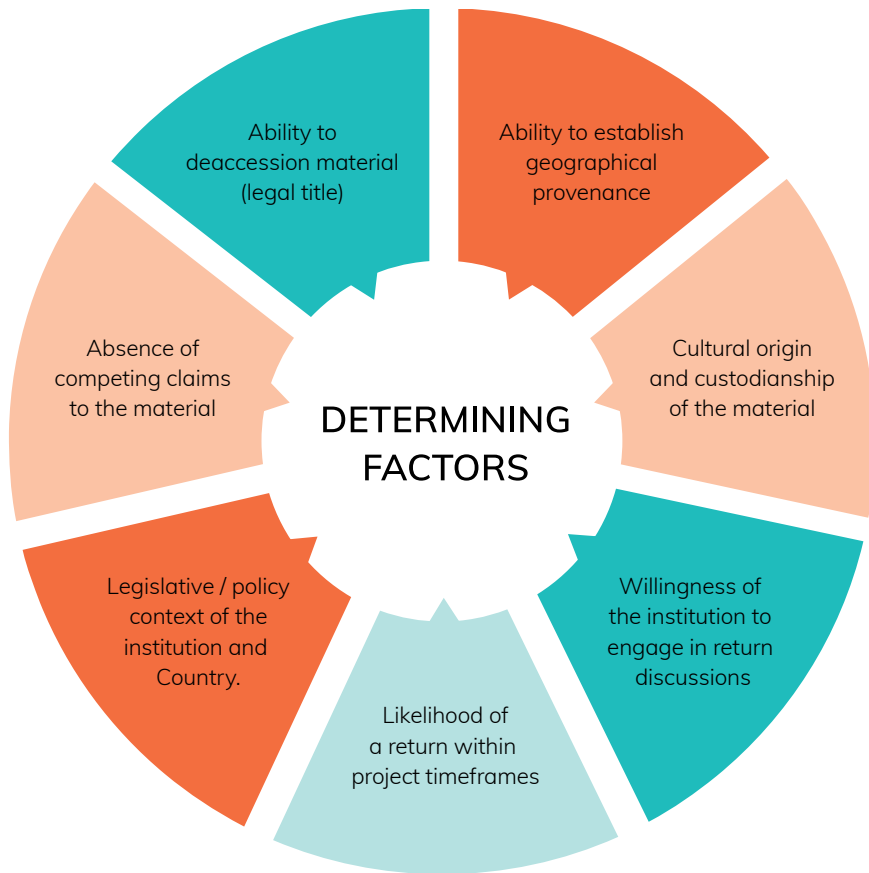 DETERMINING
FACTORS
Ability to establish
geographical
provenance
Cultural origin
and custodianship
of the material
Willingness of
the institution to
engage in return
discussions
Likelihood of
a return within
project timeframes
Legislative / policy
context of the
institution and
Country.
Absence of
competing claims
to the material
Ability to
deaccession material
(legal title)